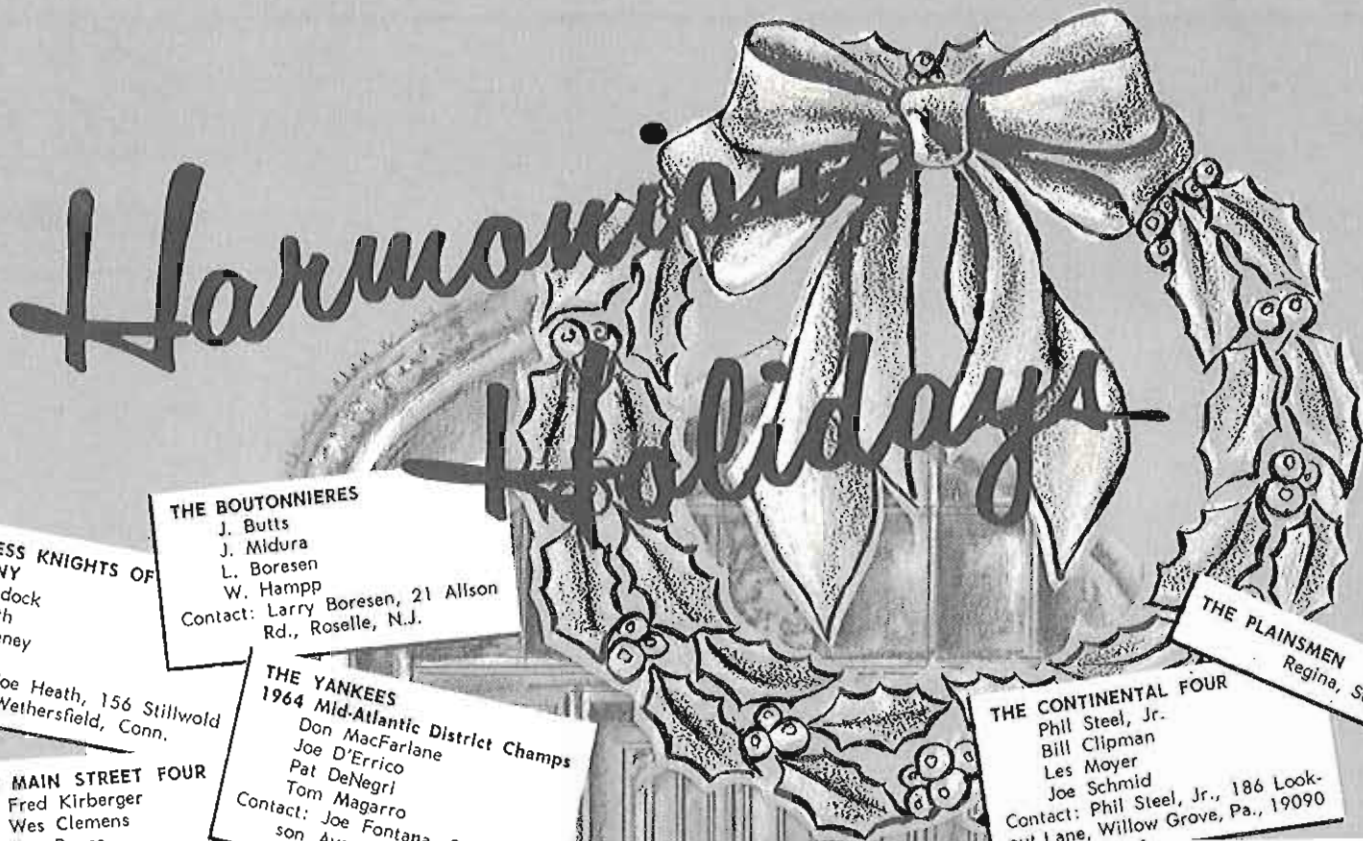 Harmonious
Holidays
THE BOUTONNIERES
J. Butts
J. Midura
L. Boresen
W. Hampp
Contact: Larry Boresen, 21 Allson
Rd., Roselle, N.J.
KNIGHTS OF
Heath, 156 Stillwold
Wethersfield, Conn.
THE YANKEES
1964 Mid-Atlantic District Champs
Don MacFarlane
Joe D'Errico
Pat DeNegri
Tom Magarro
Contact: Joe Fontana
MAIN STREET FOUR
Fred Kirberger
Wes Clemens
THE PLAINSMEN
Regina,
THE CONTINENTAL FOUR
Phil Steel, Jr.
Bill Clipman
Les Moyer
Joe Schmid
Contact: Phil Steel, Jr., 186 Look-
Lane, Willow Grove, Pa., 19090